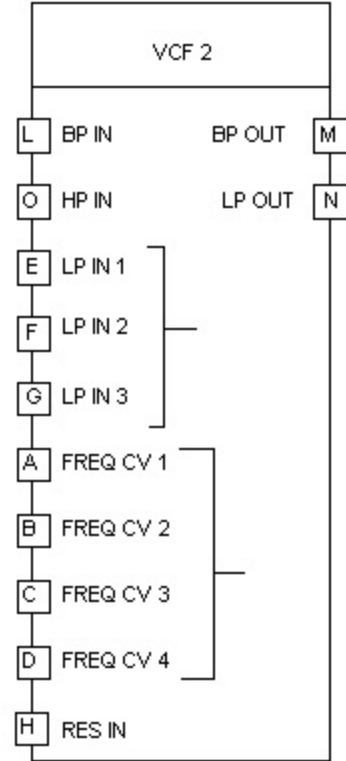 VCF 2
L BP IN BP OUT M
O HP IN LP OUT N
E LP IN 1
F LP IN 2
G LP IN 3
A FREQ CV 1
B FREQ CV 2
C FREQ CV 3
D FREQ CV 4
H RES IN